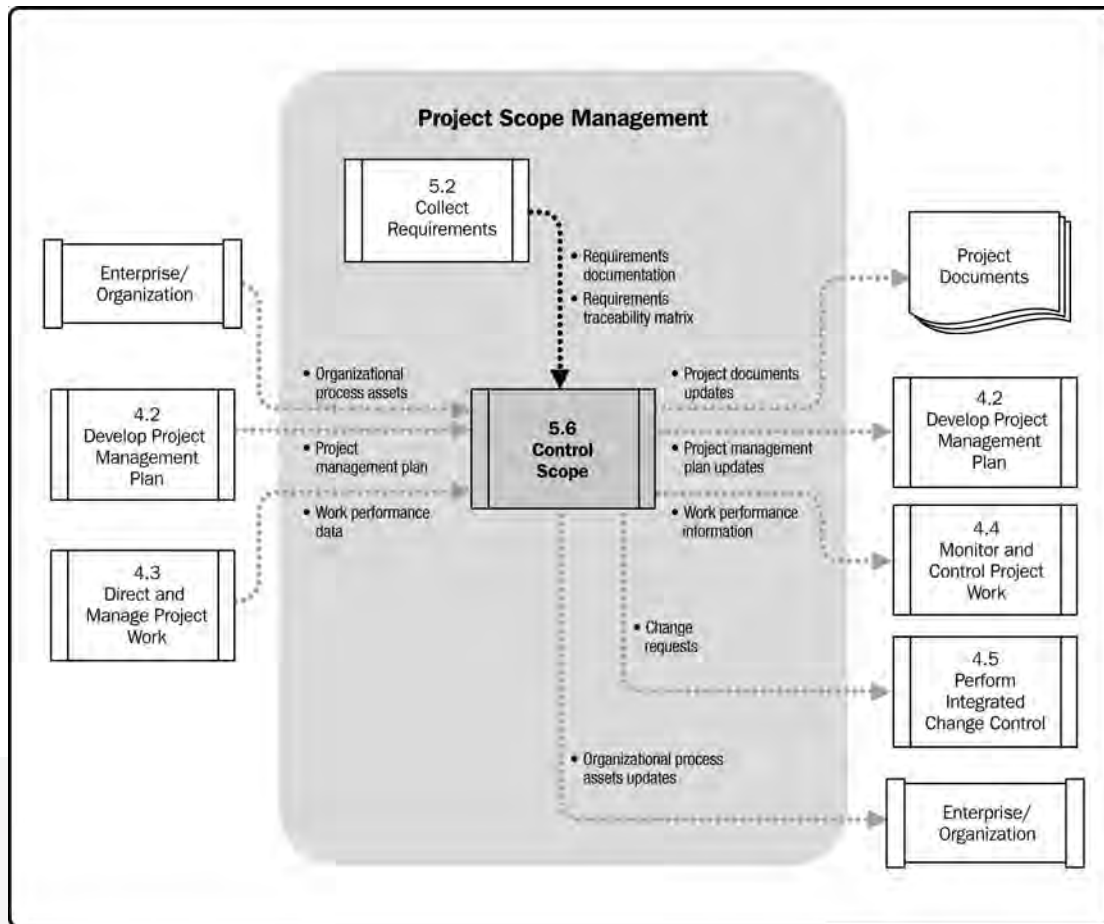 Project Scope Management
5.2
Collect
Requirements
Enterprise/
Organization
• Requirements
documentation
• Requirements
traceability matrix
Project
Documents
• Organizational
process assets
• Project documents
updates
4.2
Develop Project
Management
Plan
5.6
Control
Scope
4.2
Develop Project
Management
Plan
• Project
management plan
• Project management
plan updates
• Work performance
data
• Work performance
information
4.3
Direct and
Manage Project
Work
4.4
Monitor and
Control Project
Work
• Change
requests
4.5
Perform
Integrated
Change Control
• Organizational process
assets updates
Enterprise/
Organization